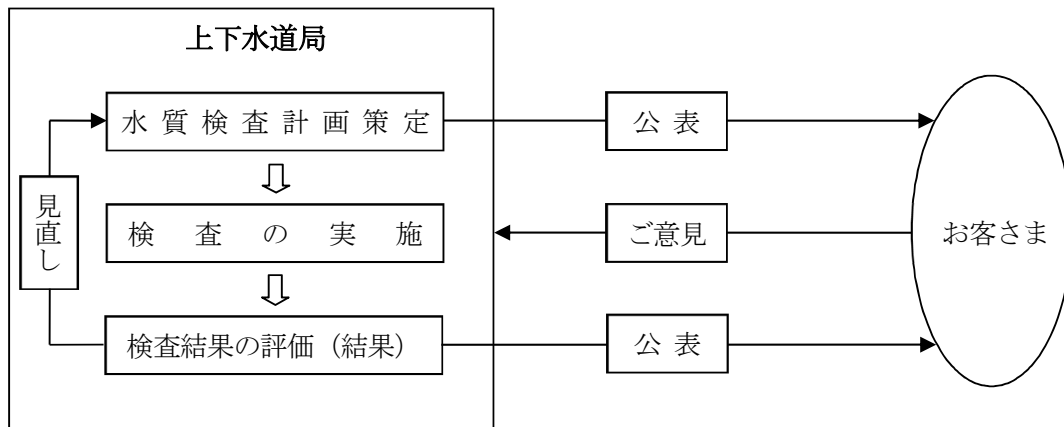 上下水道局
水質検査計画策定
公表
見直し
検査の実施
ご意見
お客さま
検査結果の評価（結果）
公表